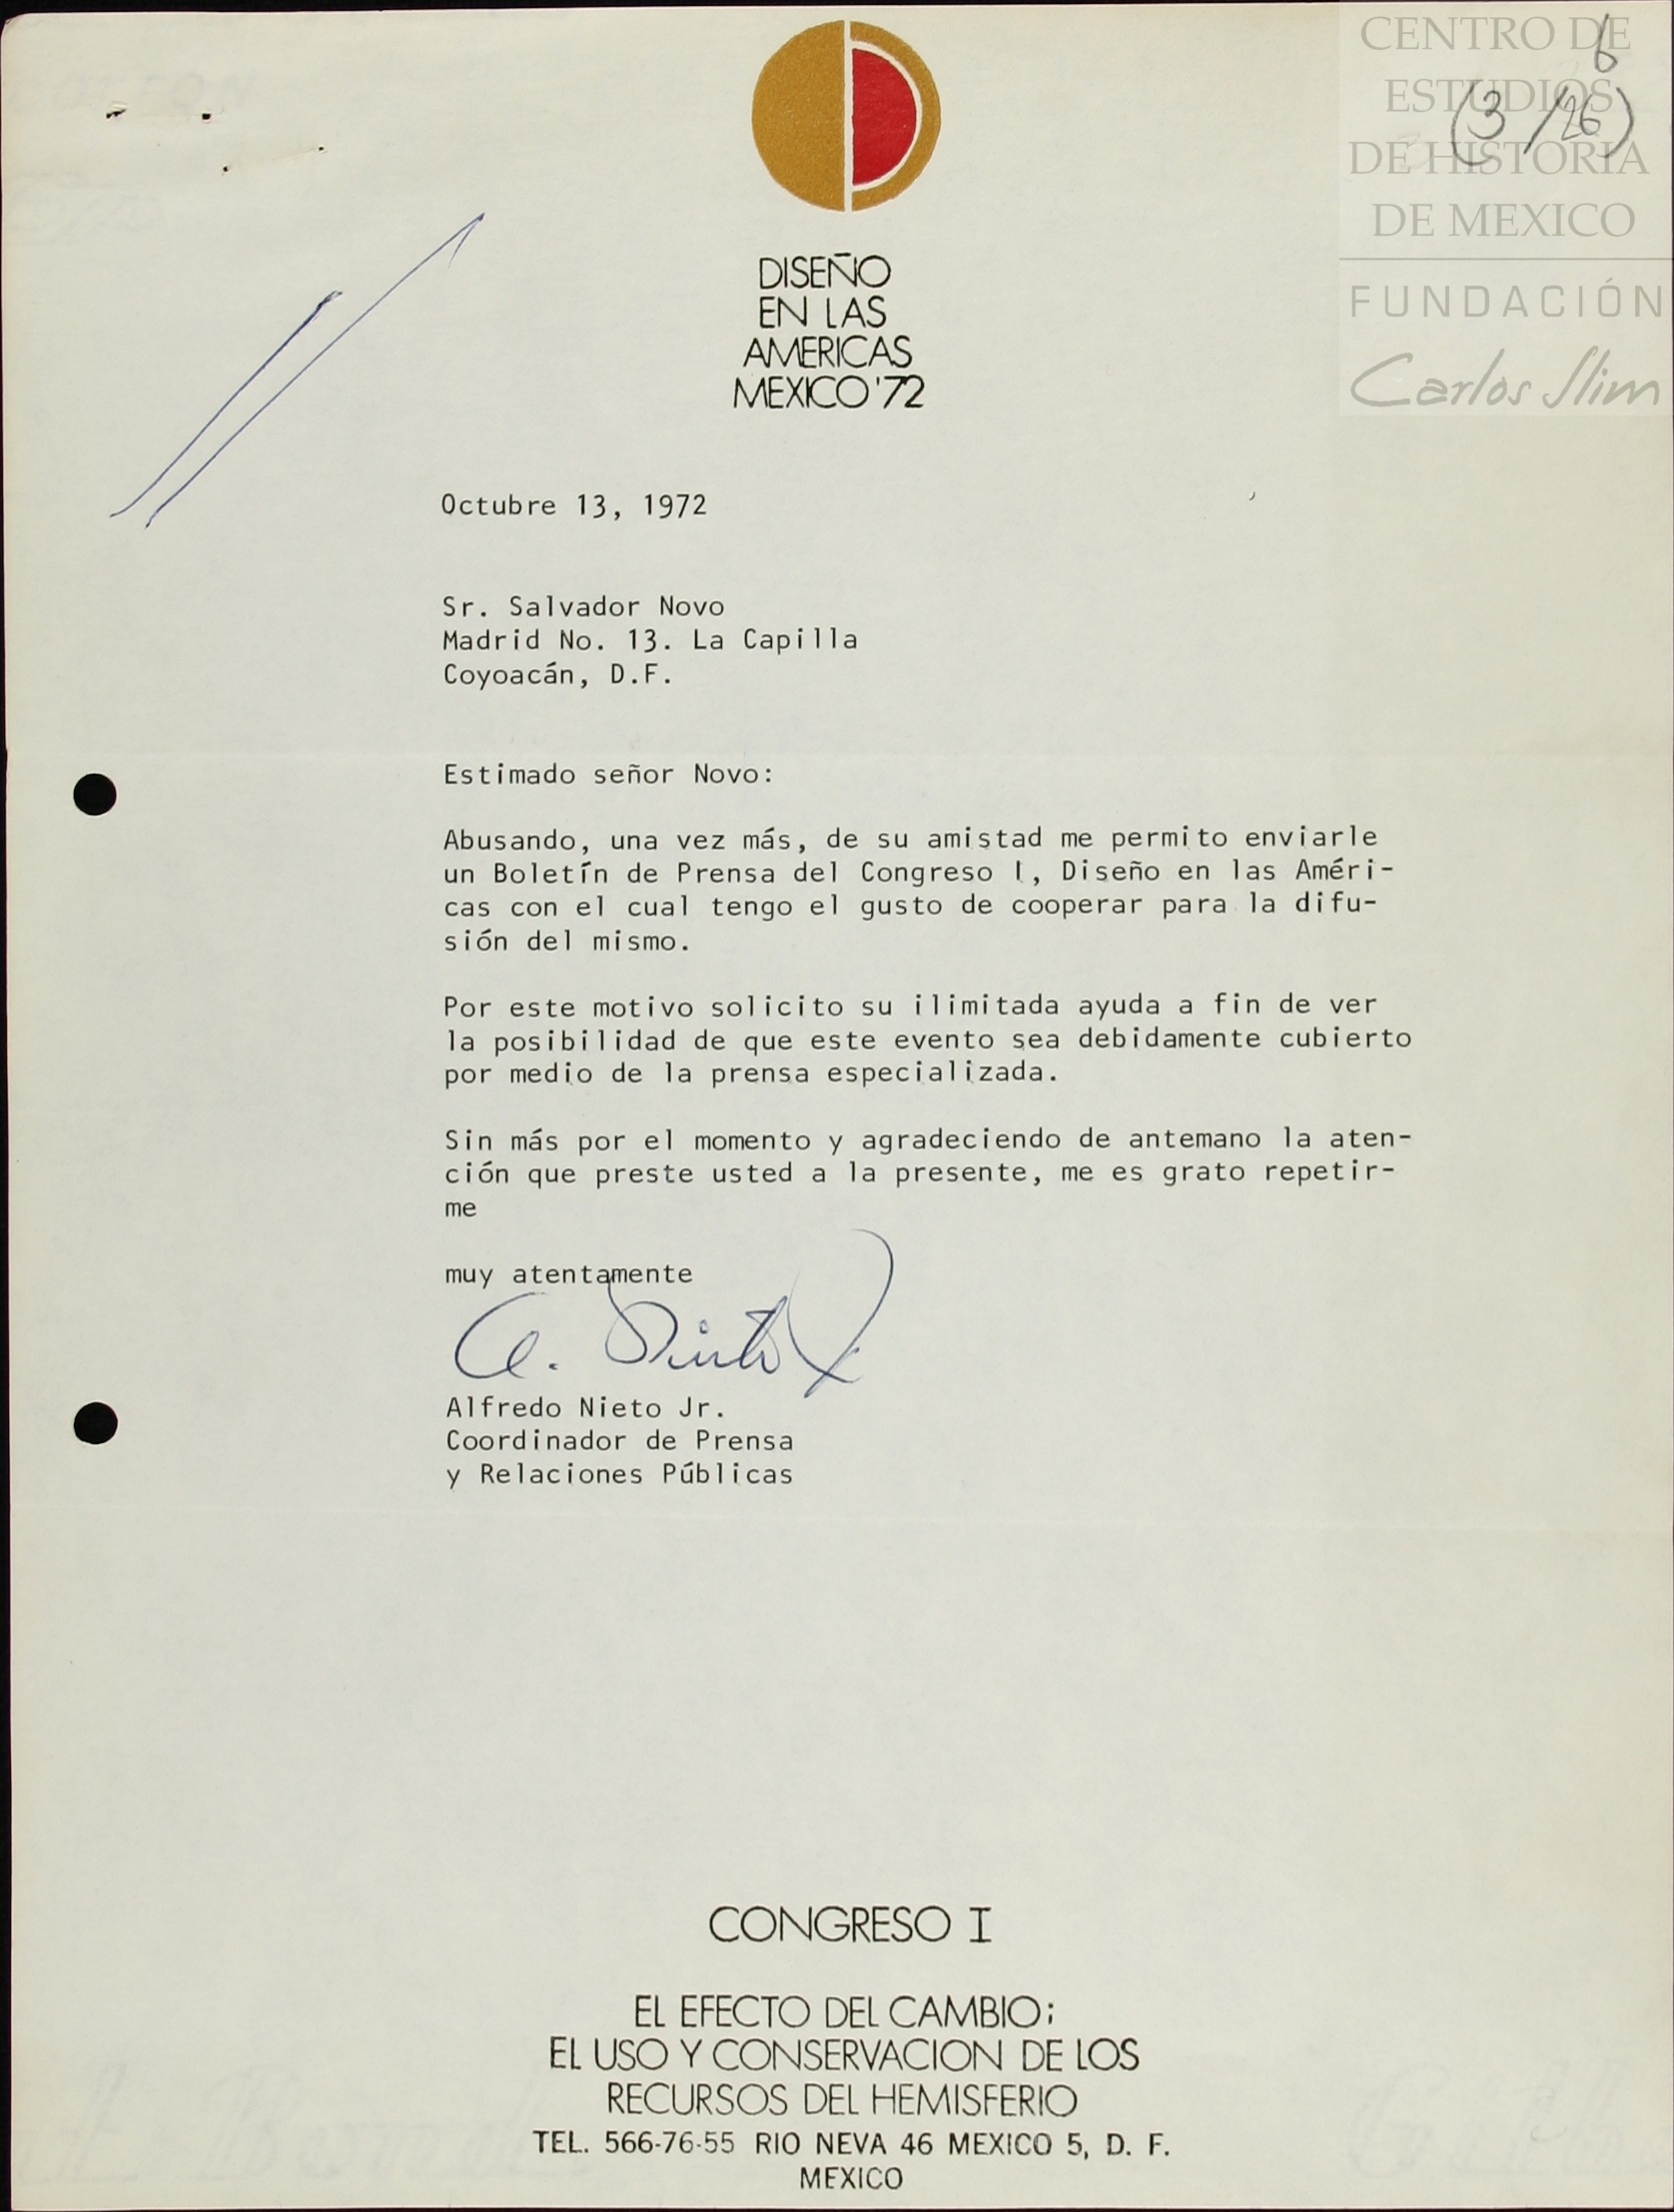 CENTRO DE
ESTUDIOS
DE HISTORIA
DE MEXICO
FUNDACIÓN
Carlos Slim
6
(3/26)
DISEÑO
EN LAS
AMERICAS
MEXICO '72
Octubre 13, 1972
Sr. Salvador Novo
Madrid No. 13. La Capilla
Coyoacán, D.F.
Estimado señor Novo:
Abusando, una vez más, de su amistad me permito enviarle
un Boletín de Prensa del Congreso I, Diseño en las Améri-
cas con el cual tengo el gusto de cooperar para la difu-
sión del mismo.
Por este motivo solicito su ilimitada ayuda a fin de ver
la posibilidad de que este evento sea debidamente cubierto
por medio de la prensa especializada.
Sin más por el momento y agradeciendo de antemano la aten-
ción que preste usted a la presente, me es grato repetir-
me
muy atentamente
A. Nieto
Alfredo Nieto Jr.
Coordinador de Prensa
y Relaciones Públicas
CONGRESO I
EL EFECTO DEL CAMBIO;
EL USO Y CONSERVACION DE LOS
RECURSOS DEL HEMISFERIO
TEL. 566-76-55 RIO NEVA 46 MEXICO 5, D. F.
MEXICO